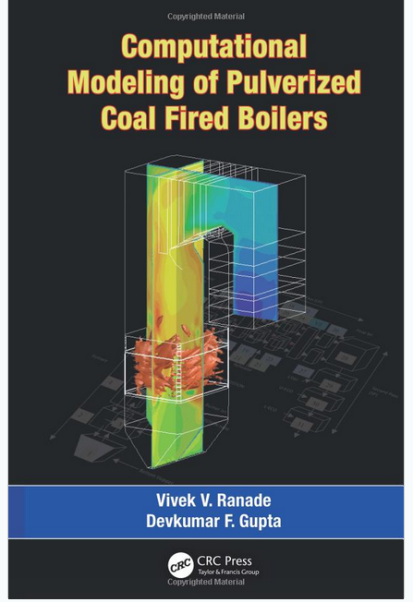 Copyrighted Material
Computational
Modeling of Pulverized
Coal Fired Boilers
Vivek V. Ranade
Devkumar F. Gupta
CRC
CRC Press
Taylor & Francis Group
Copyrighted Material